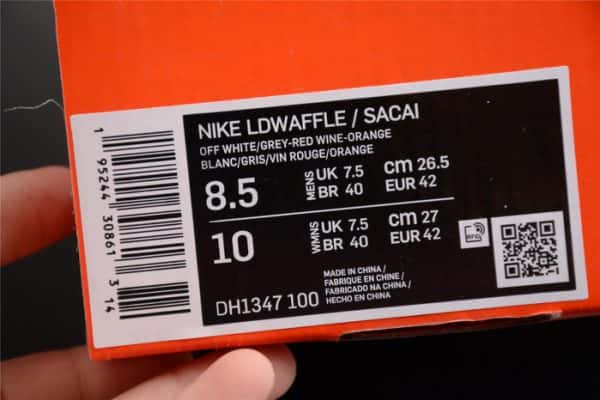 NIKE LDWAFFLE / SACAI
OFF WHITE/GREY-RED WINE-ORANGE
BLANC/GRIS/VIN ROUGE/ORANGE
8.5 MENS UK 7.5 cm 26.5
BR 40 EUR 42
10 WMNS UK 7.5 cm 27
BR 40 EUR 42
RFID
MADE IN CHINA /
FABRIQUE EN CHINE /
FABRICADO NA CHINA /
HECHO EN CHINA
DH1347 100
1 95244 30861 3 14